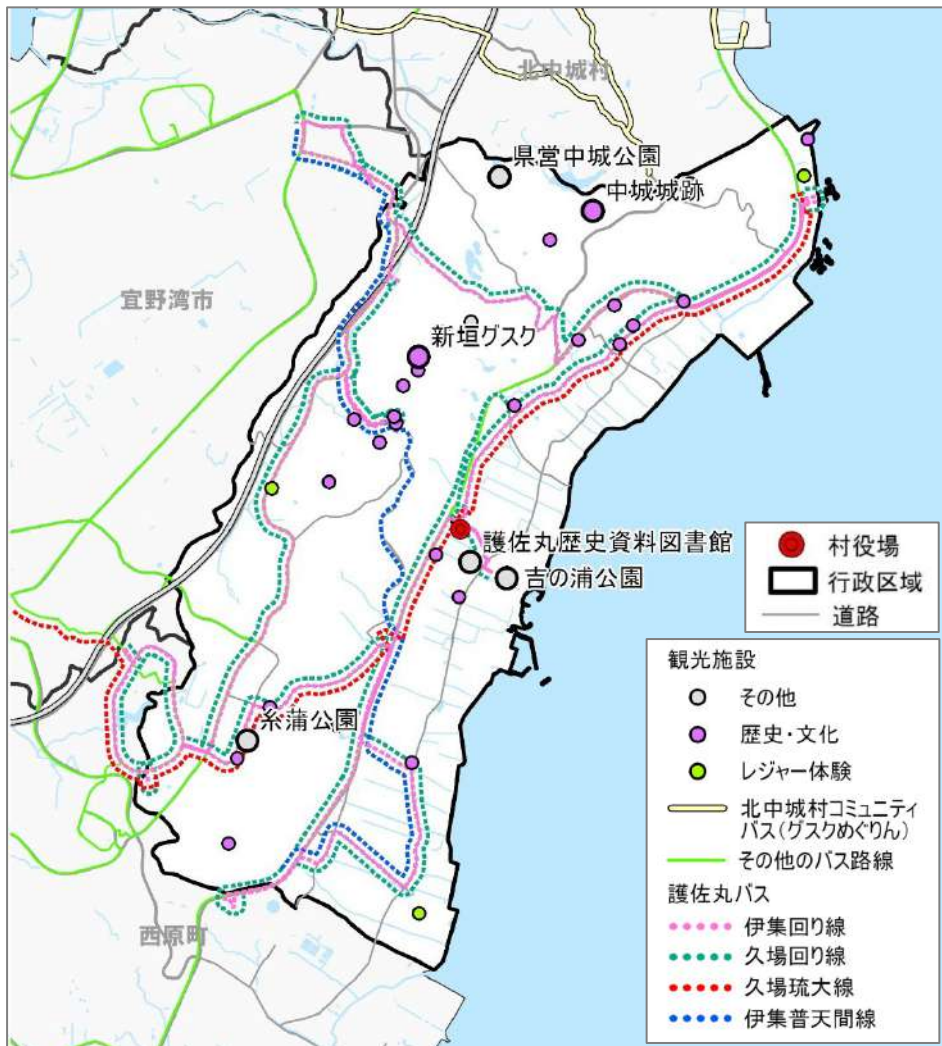 北中城村
県営中城公園
中城城跡
宜野湾市
新垣グスク
護佐丸歴史資料図書館
吉の浦公園
糸蒲公園
西原町
村役場
行政区域
道路
観光施設
その他
歴史・文化
レジャー体験
北中城村コミュニティ
バス(グスクめぐりん)
その他のバス路線
護佐丸バス
伊集回り線
久場回り線
久場琉大線
伊集普天間線